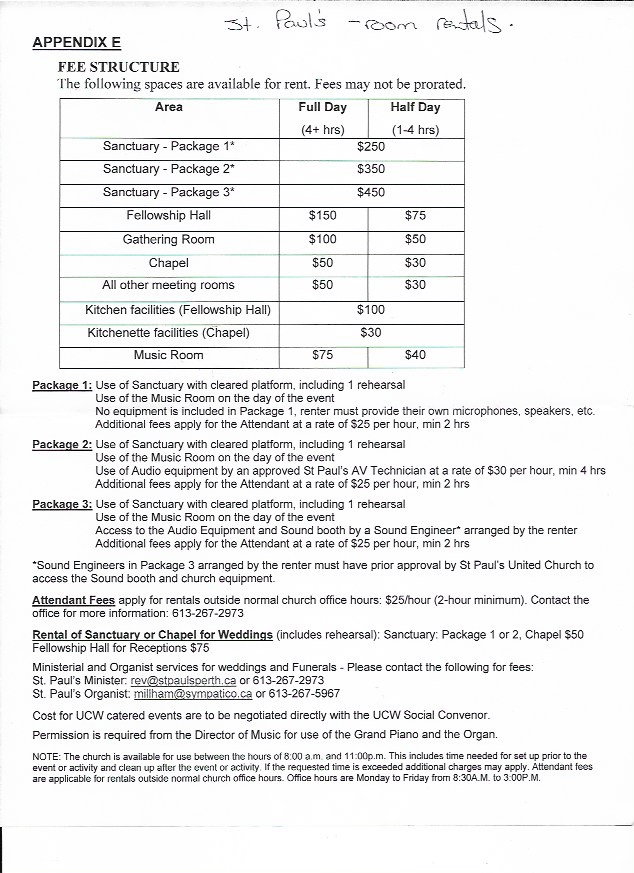 St. Paul's - room rentals.
APPENDIX E
FEE STRUCTURE
The following spaces are available for rent. Fees may not be prorated.
Area Full Day (4+ hrs) Half Day (1-4 hrs)
Sanctuary - Package 1* $250
Sanctuary - Package 2* $350
Sanctuary - Package 3* $450
Fellowship Hall $150 $75
Gathering Room $100 $50
Chapel $50 $30
All other meeting rooms $50 $30
Kitchen facilities (Fellowship Hall) $100
Kitchenette facilities (Chapel) $30
Music Room $75 $40
Package 1: Use of Sanctuary with cleared platform, including 1 rehearsal
Use of the Music Room on the day of the event
No equipment is included in Package 1, renter must provide their own microphones, speakers, etc.
Additional fees apply for the Attendant at a rate of $25 per hour, min 2 hrs
Package 2: Use of Sanctuary with cleared platform, including 1 rehearsal
Use of the Music Room on the day of the event
Use of Audio equipment by an approved St Paul's AV Technician at a rate of $30 per hour, min 4 hrs
Additional fees apply for the Attendant at a rate of $25 per hour, min 2 hrs
Package 3: Use of Sanctuary with cleared platform, including 1 rehearsal
Use of the Music Room on the day of the event
Access to the Audio Equipment and Sound booth by a Sound Engineer* arranged by the renter
Additional fees apply for the Attendant at a rate of $25 per hour, min 2 hrs
*Sound Engineers in Package 3 arranged by the renter must have prior approval by St Paul's United Church to
access the Sound booth and church equipment.
Attendant Fees apply for rentals outside normal church office hours: $25/hour (2-hour minimum). Contact the
office for more information: 613-267-2973
Rental of Sanctuary or Chapel for Weddings (includes rehearsal): Sanctuary: Package 1 or 2, Chapel $50
Fellowship Hall for Receptions $75
Ministerial and Organist services for weddings and Funerals - Please contact the following for fees:
St. Paul's Minister: rev@stpaulsperth.ca or 613-267-2973
St. Paul's Organist: millham@sympatico.ca or 613-267-5967
Cost for UCW catered events are to be negotiated directly with the UCW Social Convenor.
Permission is required from the Director of Music for use of the Grand Piano and the Organ.
NOTE: The church is available for use between the hours of 8:00 a.m. and 11:00p.m. This includes time needed for set up prior to the
event or activity and clean up after the event or activity. If the requested time is exceeded additional charges may apply. Attendant fees
are applicable for rentals outside normal church office hours. Office hours are Monday to Friday from 8:30A.M. to 3:00P.M.